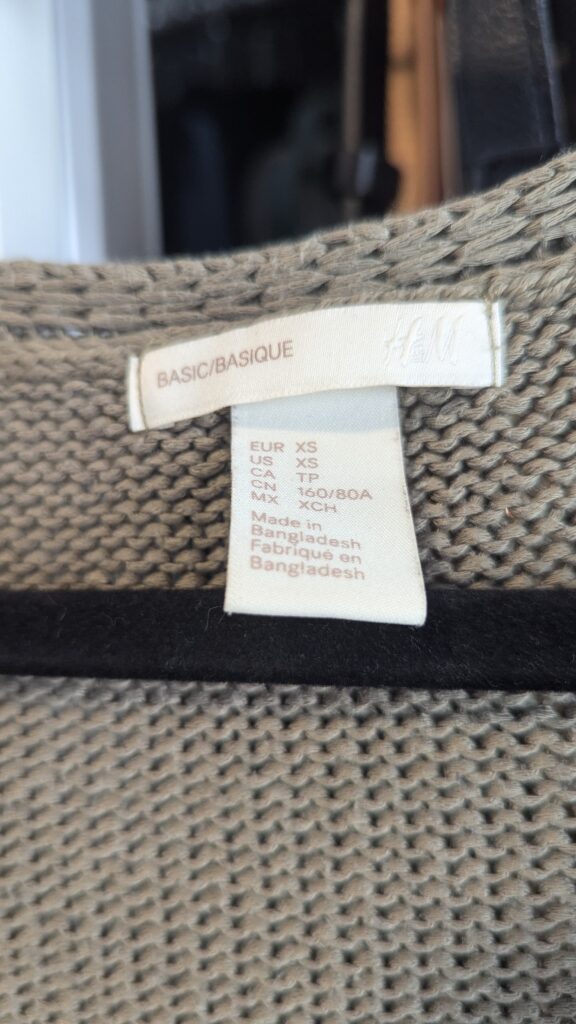 BASIC/BASIQUE
H&M
EUR XS
US XS
CA TP
CN 160/80A
MX XCH
Made in
Bangladesh
Fabriqué en
Bangladesh